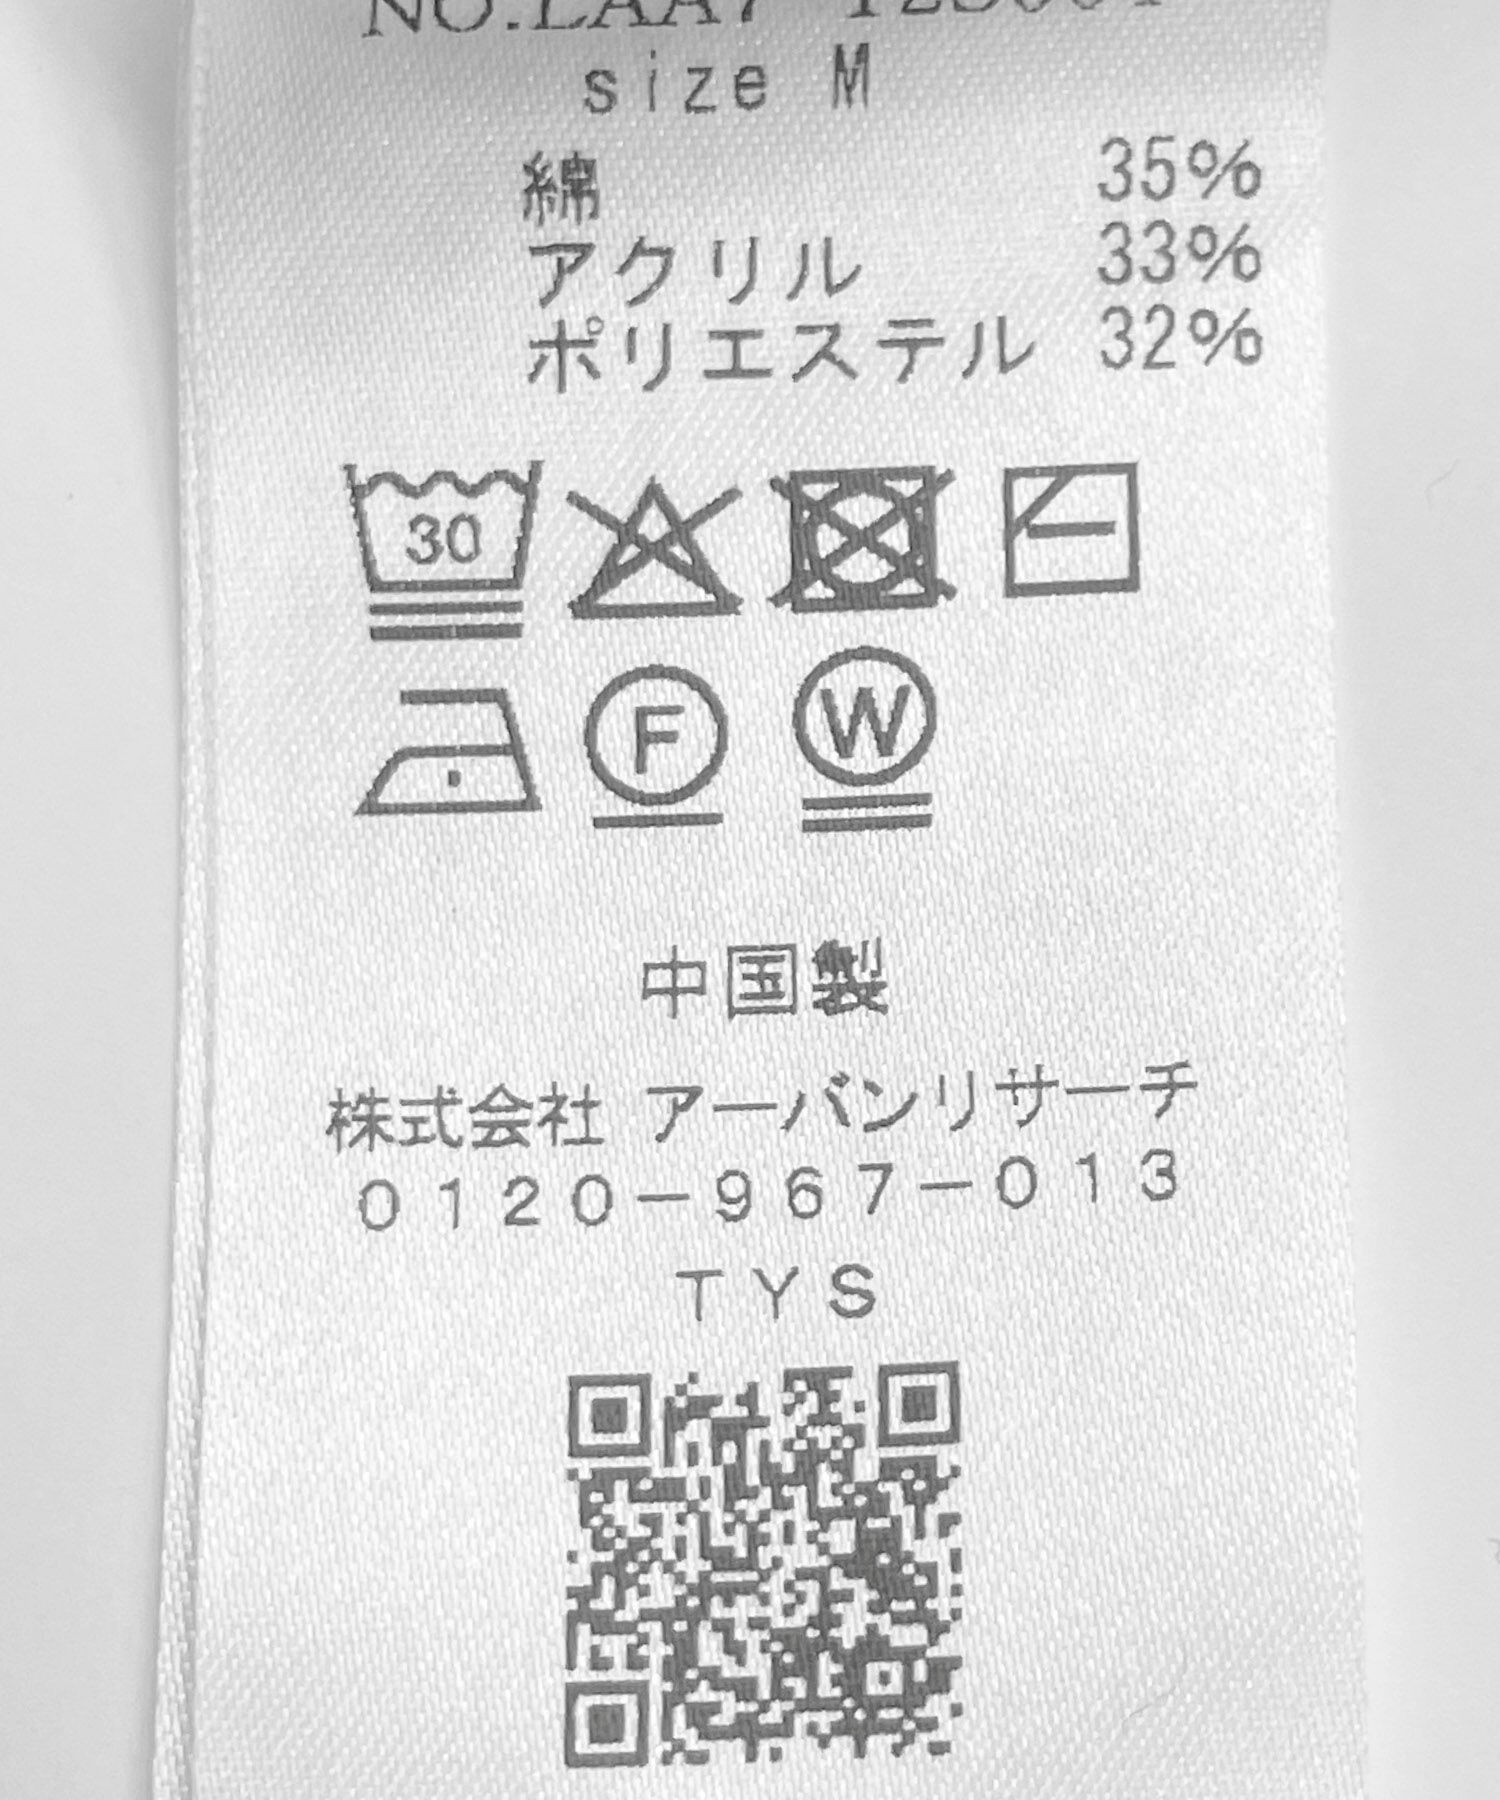 size M
綿 35%
アクリル 33%
ポリエステル 32%
30
F W
中国製
株式会社 アーバンリサーチ
0120-967-013
TYS